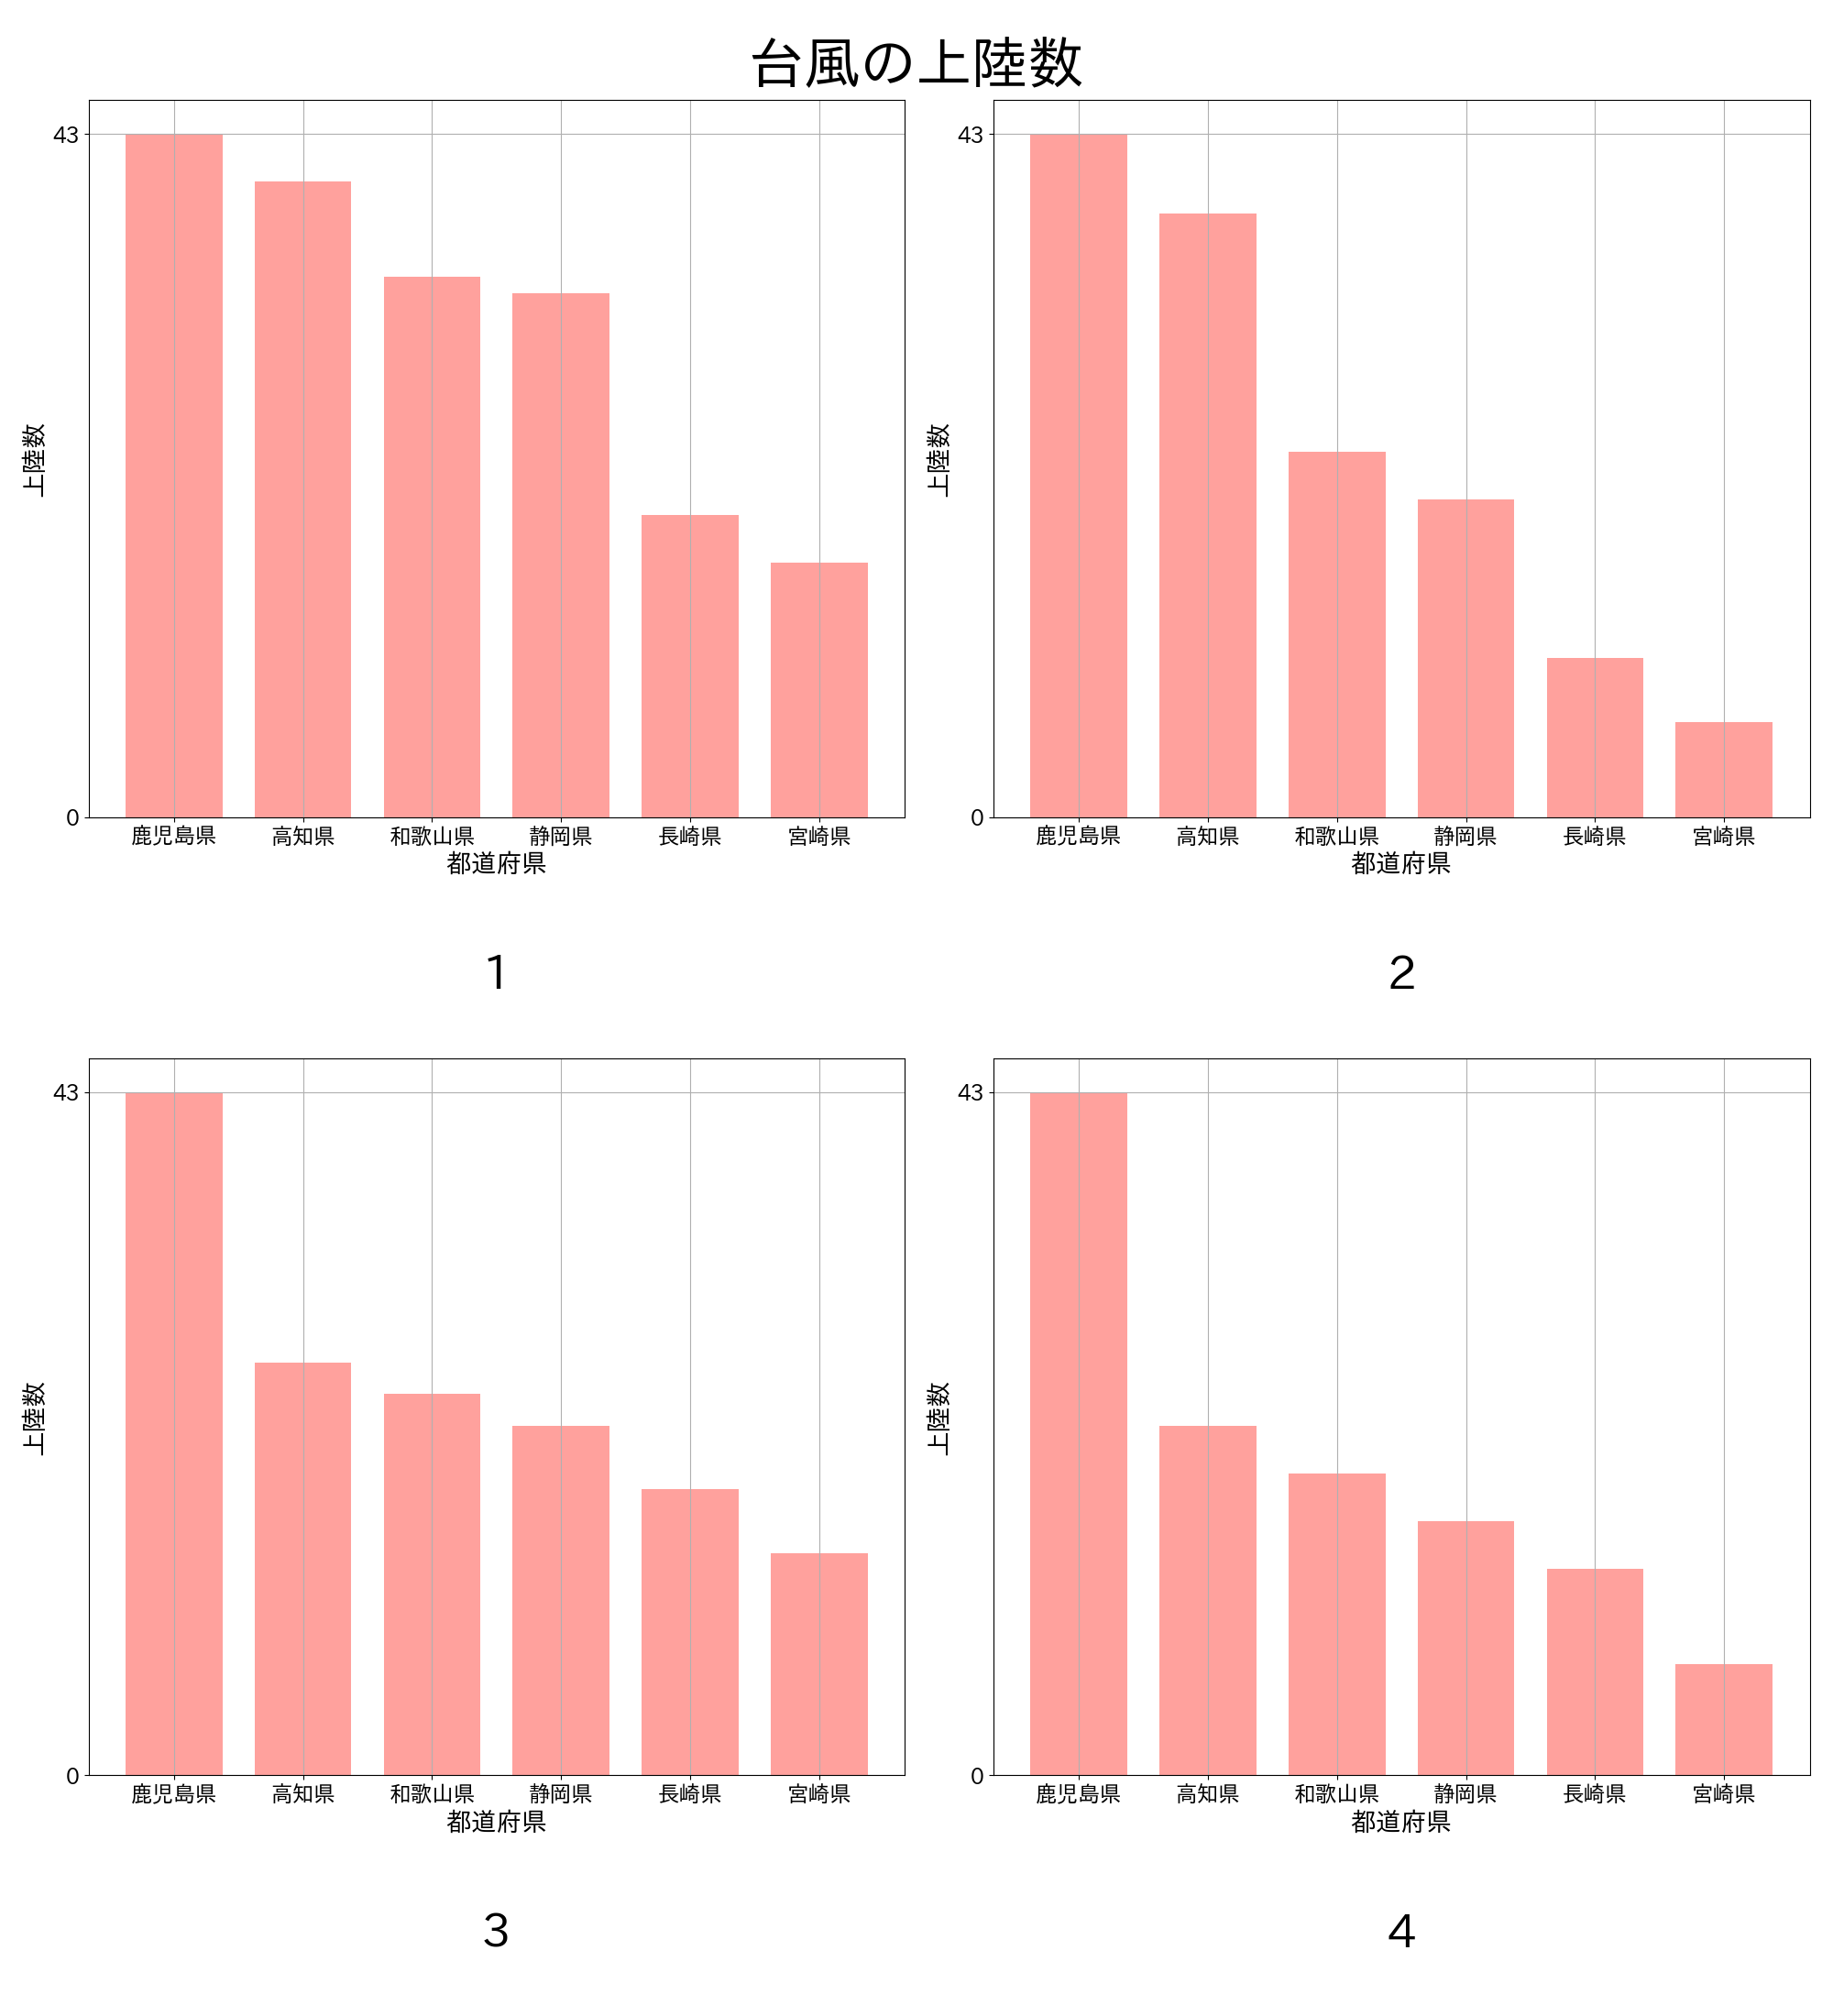 台風の上陸数
43
0
上陸数
鹿児島県 高知県 和歌山県 静岡県 長崎県 宮崎県
都道府県
1
43
0
上陸数
鹿児島県 高知県 和歌山県 静岡県 長崎県 宮崎県
都道府県
2
43
0
上陸数
鹿児島県 高知県 和歌山県 静岡県 長崎県 宮崎県
都道府県
3
43
0
上陸数
鹿児島県 高知県 和歌山県 静岡県 長崎県 宮崎県
都道府県
4